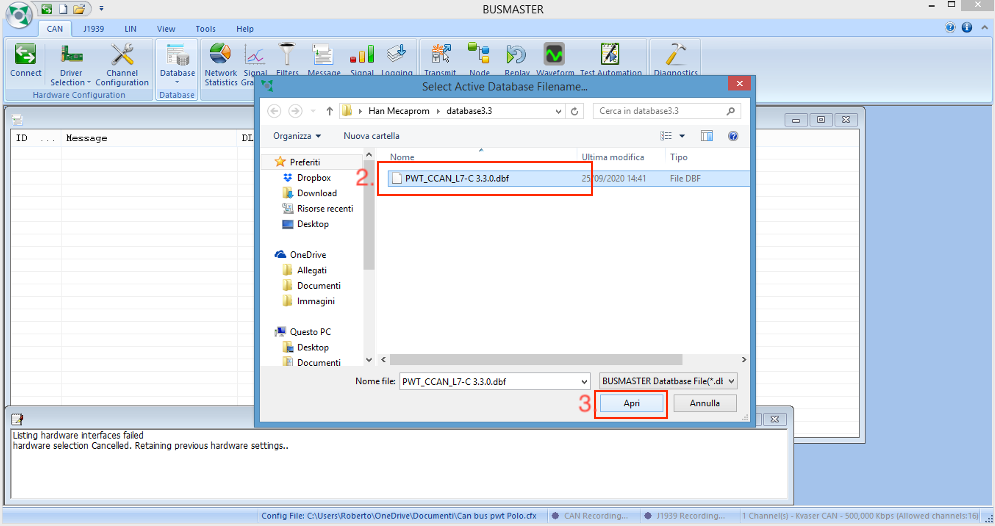 BUSMASTER
CAN J1939 LIN View Tools Help
Connect Driver Selection Channel Configuration Database Network Statistics Signal Gra Filters Message Signal Logging Transmit Node Replay Waveform Test Automation Diagnostics
Hardware Configuration Database
ID ... Message DL
Select Active Database Filename...
Han Mecaprom database3.3 Cerca in database3.3
Organizza Nuova cartella
Nome Ultima modifica Tipo
Preferiti
2. PWT_CCAN_L7-C 3.3.0.dbf 25/09/2020 14:41 File DBF
Dropbox
Download
Risorse recenti
Desktop
OneDrive
Allegati
Documenti
Immagini
Questo PC
Desktop
Documenti
Nome file: PWT_CCAN_L7-C 3.3.0.dbf BUSMASTER Datatbase File(*.dl
3 Apri Annulla
Listing hardware interfaces failed
hardware selection Cancelled. Retaining previous hardware settings..
Config File: C:\Users\Roberto\OneDrive\Documenti\Can bus pwt Polo.cfx CAN Recording... J1939 Recording... 1 Channel(s) - Kvaser CAN - 500,000 Kbps (Allowed channels:16)